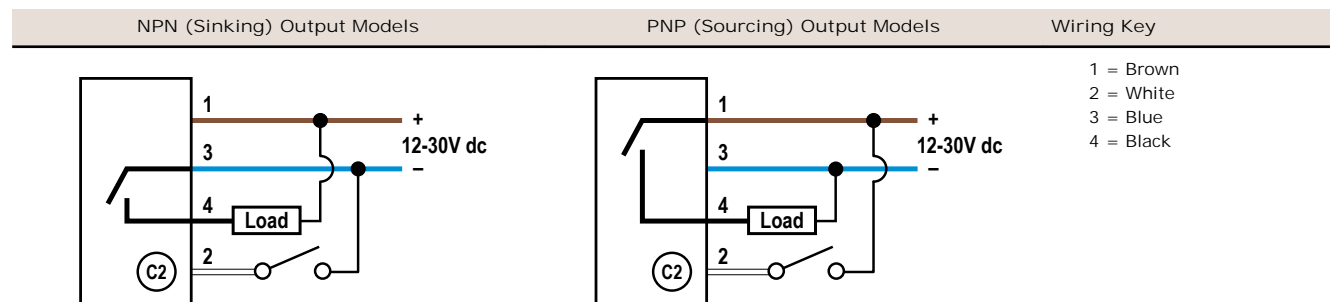 NPN (Sinking) Output Models
PNP (Sourcing) Output Models
Wiring Key
1
+
12-30V dc
3
–
4
Load
2
C2
1
+
12-30V dc
3
–
4
Load
2
C2
1 = Brown
2 = White
3 = Blue
4 = Black